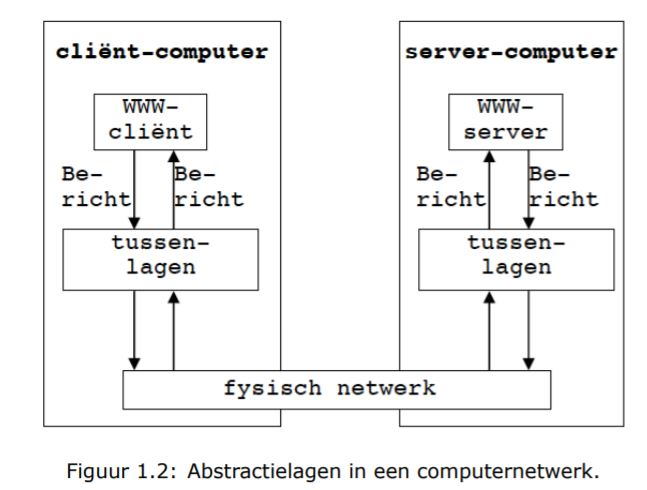 cliënt-computer
server-computer
WWW-
cliënt
WWW-
server
Be-
richt
Be-
richt
Be-
richt
Be-
richt
tussen-
lagen
tussen-
lagen
fysisch netwerk
Figuur 1.2: Abstractielagen in een computernetwerk.